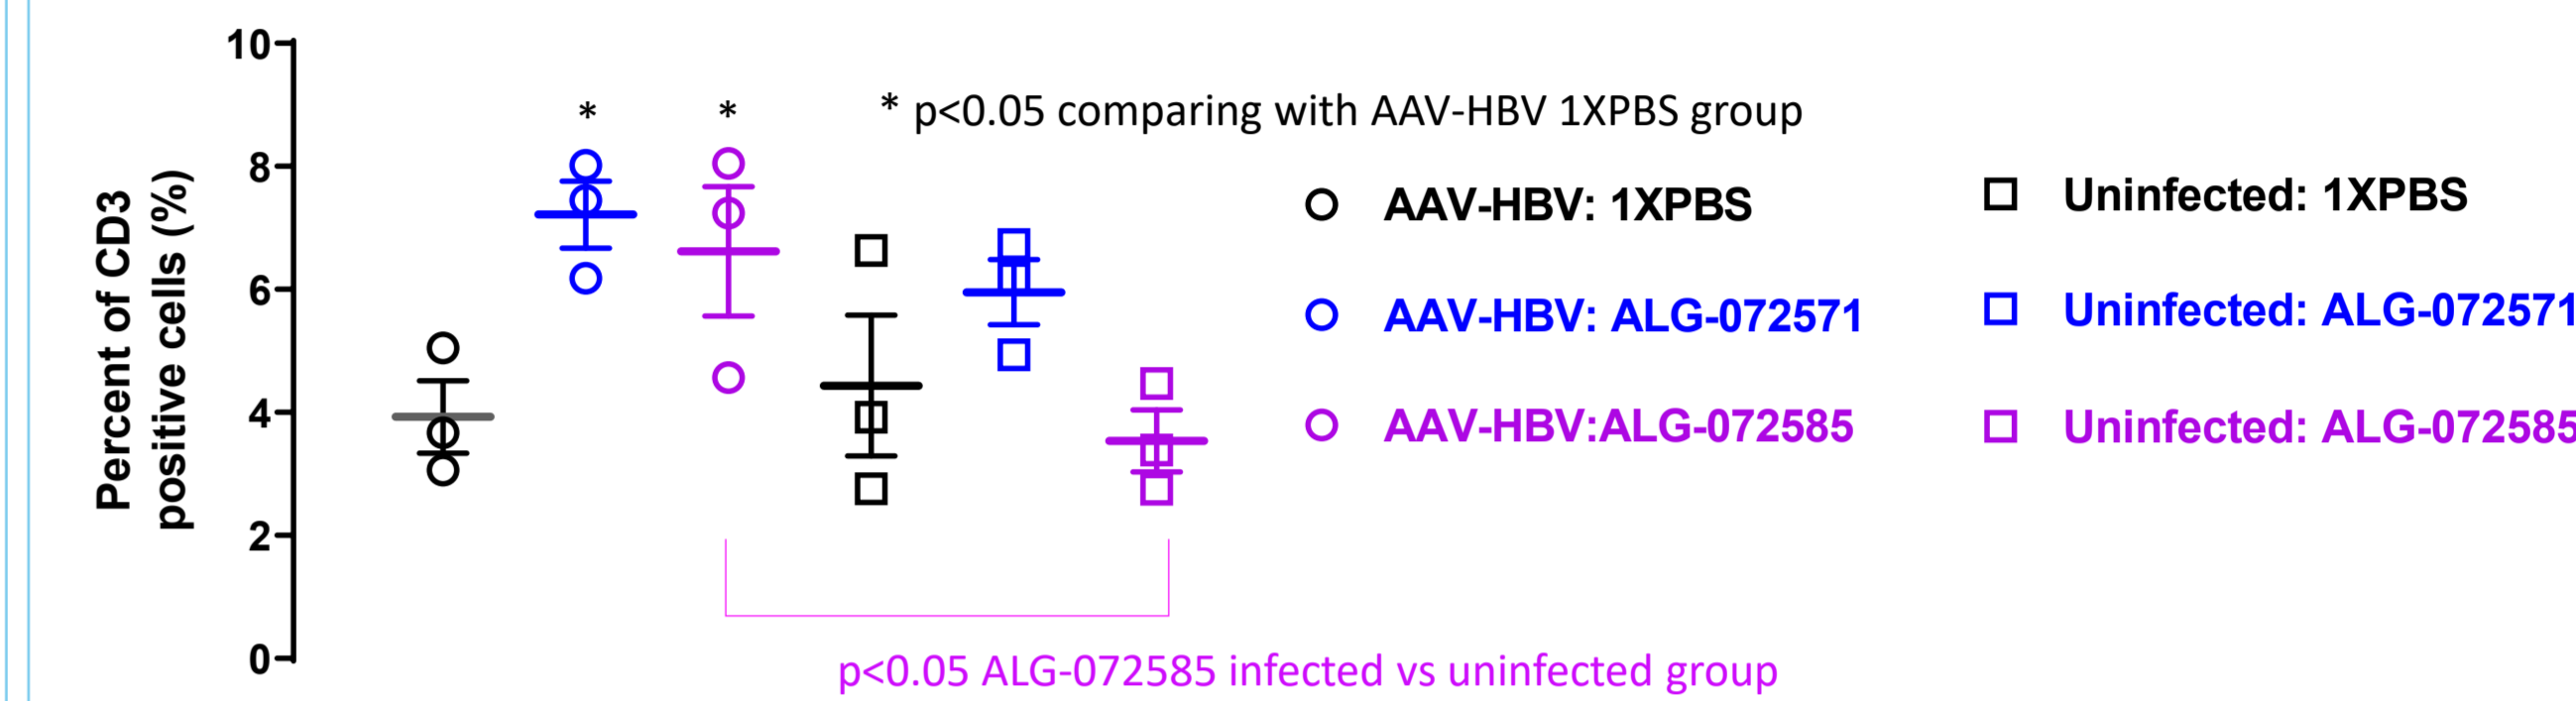 Percent of CD3
positive cells (%)
10
8
6
4
2
0
*
*
* p<0.05 comparing with AAV-HBV 1XPBS group
AAV-HBV: 1XPBS
AAV-HBV: ALG-072571
AAV-HBV:ALG-072585
Uninfected: 1XPBS
Uninfected: ALG-072571
Uninfected: ALG-072585
p<0.05 ALG-072585 infected vs uninfected group